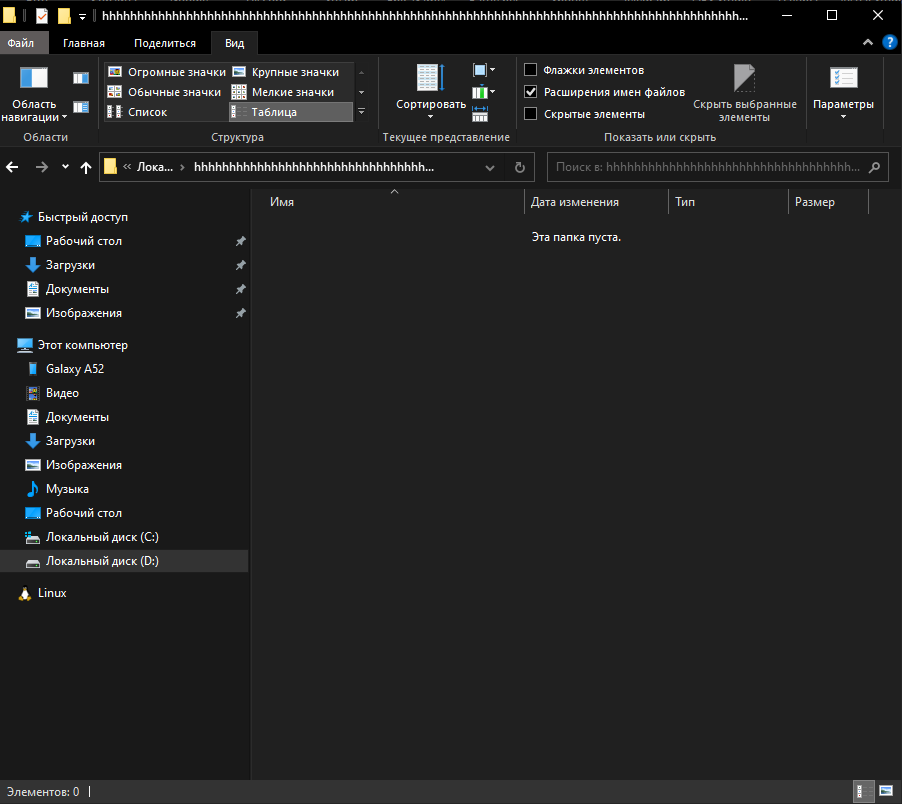 hhhhhhhhhhhhhhhhhhhhhhhhhhhhhhhhhhhhhhhhhhhhhhhhhhhhhhhhhhhhhhhhhhhhhhhhhhhhhhhhhhhhhhhhhhh...
Файл Главная Поделиться Вид
Область навигации
Области
Огромные значки Крупные значки
Обычные значки Мелкие значки
Список Таблица
Структура
Сортировать
Текущее представление
Флажки элементов
Расширения имен файлов
Скрытые элементы
Скрыть выбранные элементы
Показать или скрыть
Параметры
Лока... hhhhhhhhhhhhhhhhhhhhhhhhhhhhhhhhhh...
Поиск в: hhhhhhhhhhhhhhhhhhhhhhhhhhhhhhhhhhh...
Имя Дата изменения Тип Размер
Эта папка пуста.
Быстрый доступ
Рабочий стол
Загрузки
Документы
Изображения
Этот компьютер
Galaxy A52
Видео
Документы
Загрузки
Изображения
Музыка
Рабочий стол
Локальный диск (C:)
Локальный диск (D:)
Linux
Элементов: 0